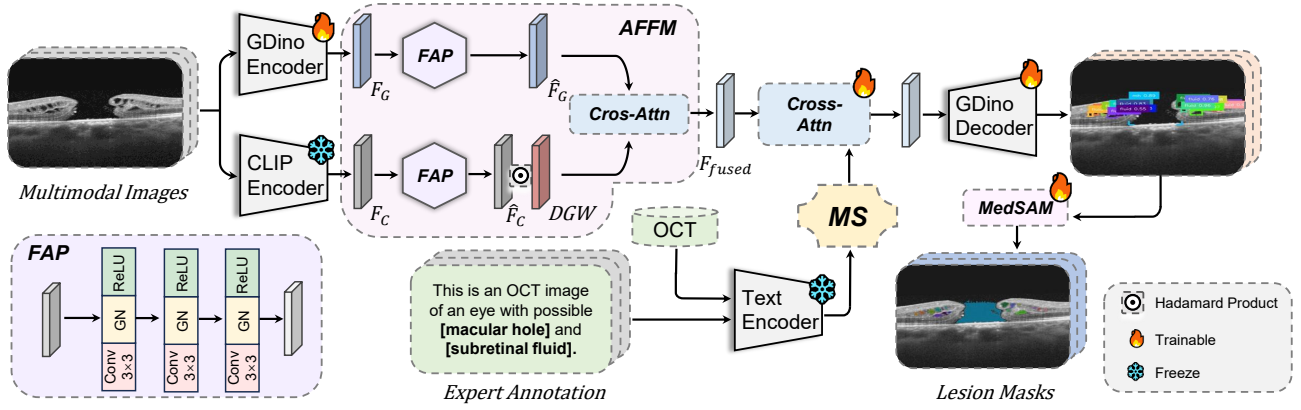 GDino
Encoder
F_G
FAP
F̂_G
AFFM
Cros-Attn
CLIP
Encoder
F_C
FAP
F̂_C
DGW
F_fused
Cross-
Attn
GDino
Decoder
Multimodal Images
MedSAM
MS
OCT
Text
Encoder
This is an OCT image
of an eye with possible
[macular hole] and
[subretinal fluid].
Expert Annotation
Lesion Masks
FAP
ReLU
GN
Conv
3×3
ReLU
GN
Conv
3×3
ReLU
GN
Conv
3×3
Hadamard Product
Trainable
Freeze